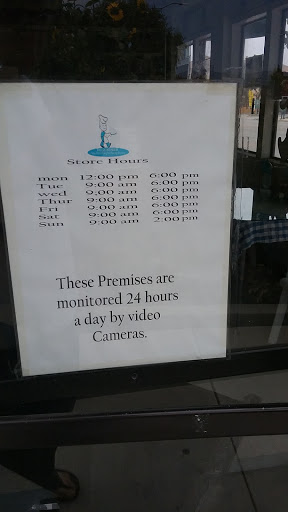 Store Hours
mon 12:00 pm 6:00 pm
Tue 9:00 am 6:00 pm
wed 9:00 am 6:00 pm
Thur 9:00 am 6:00 pm
Fri 9:00 am 6:00 pm
Sat 9:00 am 6:00 pm
Sun 9:00 am 2:00 pm
These Premises are
monitored 24 hours
a day by video
Cameras.